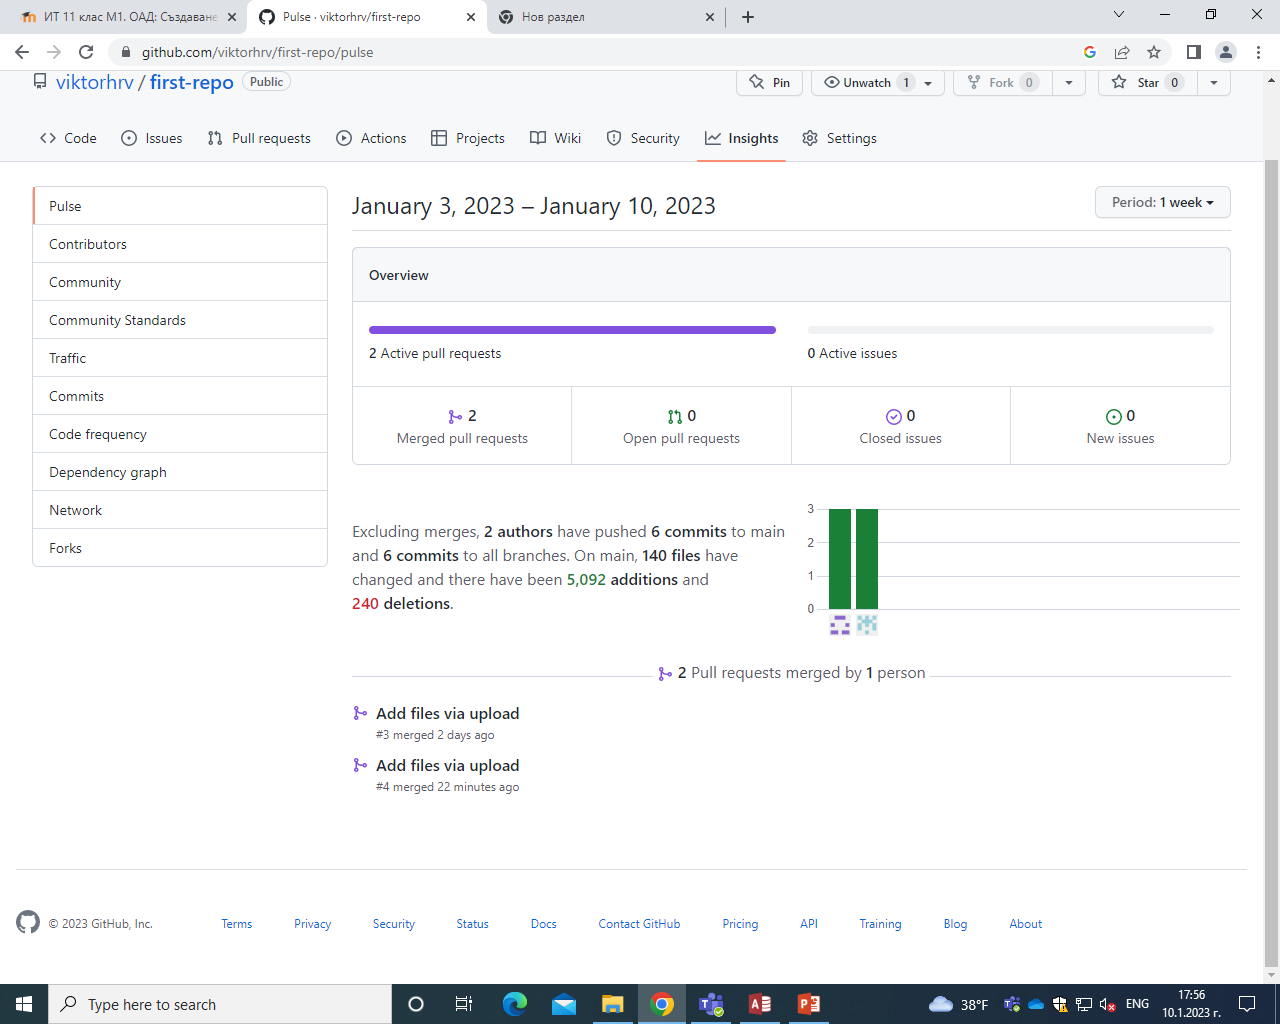 ИТ 11 клас М1. ОАД: Създаване
Pulse · viktorhrv/first-repo
Нов раздел
github.com/viktorhrv/first-repo/pulse
viktorhrv / first-repo Public
Pin
Unwatch 1
Fork 0
Star 0
Code
Issues
Pull requests
Actions
Projects
Wiki
Security
Insights
Settings
Pulse
Contributors
Community
Community Standards
Traffic
Commits
Code frequency
Dependency graph
Network
Forks
January 3, 2023 – January 10, 2023
Period: 1 week
Overview
2 Active pull requests
0 Active issues
2
Merged pull requests
0
Open pull requests
0
Closed issues
0
New issues
Excluding merges, 2 authors have pushed 6 commits to main
and 6 commits to all branches. On main, 140 files have
changed and there have been 5,092 additions and
240 deletions.
3
2
1
0
2 Pull requests merged by 1 person
Add files via upload
#3 merged 2 days ago
Add files via upload
#4 merged 22 minutes ago
© 2023 GitHub, Inc.
Terms
Privacy
Security
Status
Docs
Contact GitHub
Pricing
API
Training
Blog
About
Type here to search
38°F
ENG
17:56
10.1.2023 г.